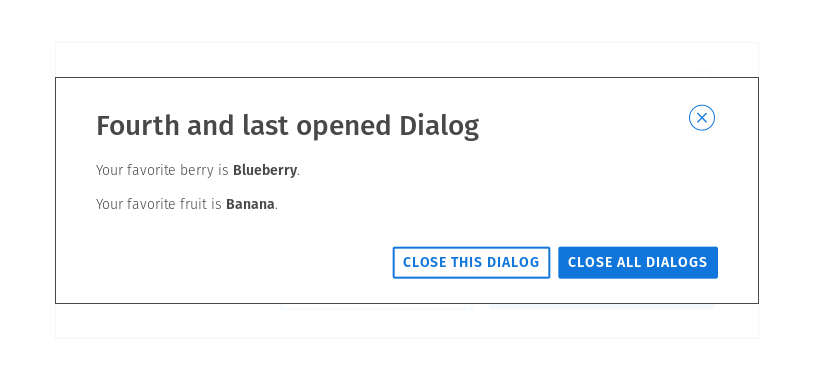 Fourth and last opened Dialog
Your favorite berry is Blueberry.
Your favorite fruit is Banana.
CLOSE THIS DIALOG CLOSE ALL DIALOGS